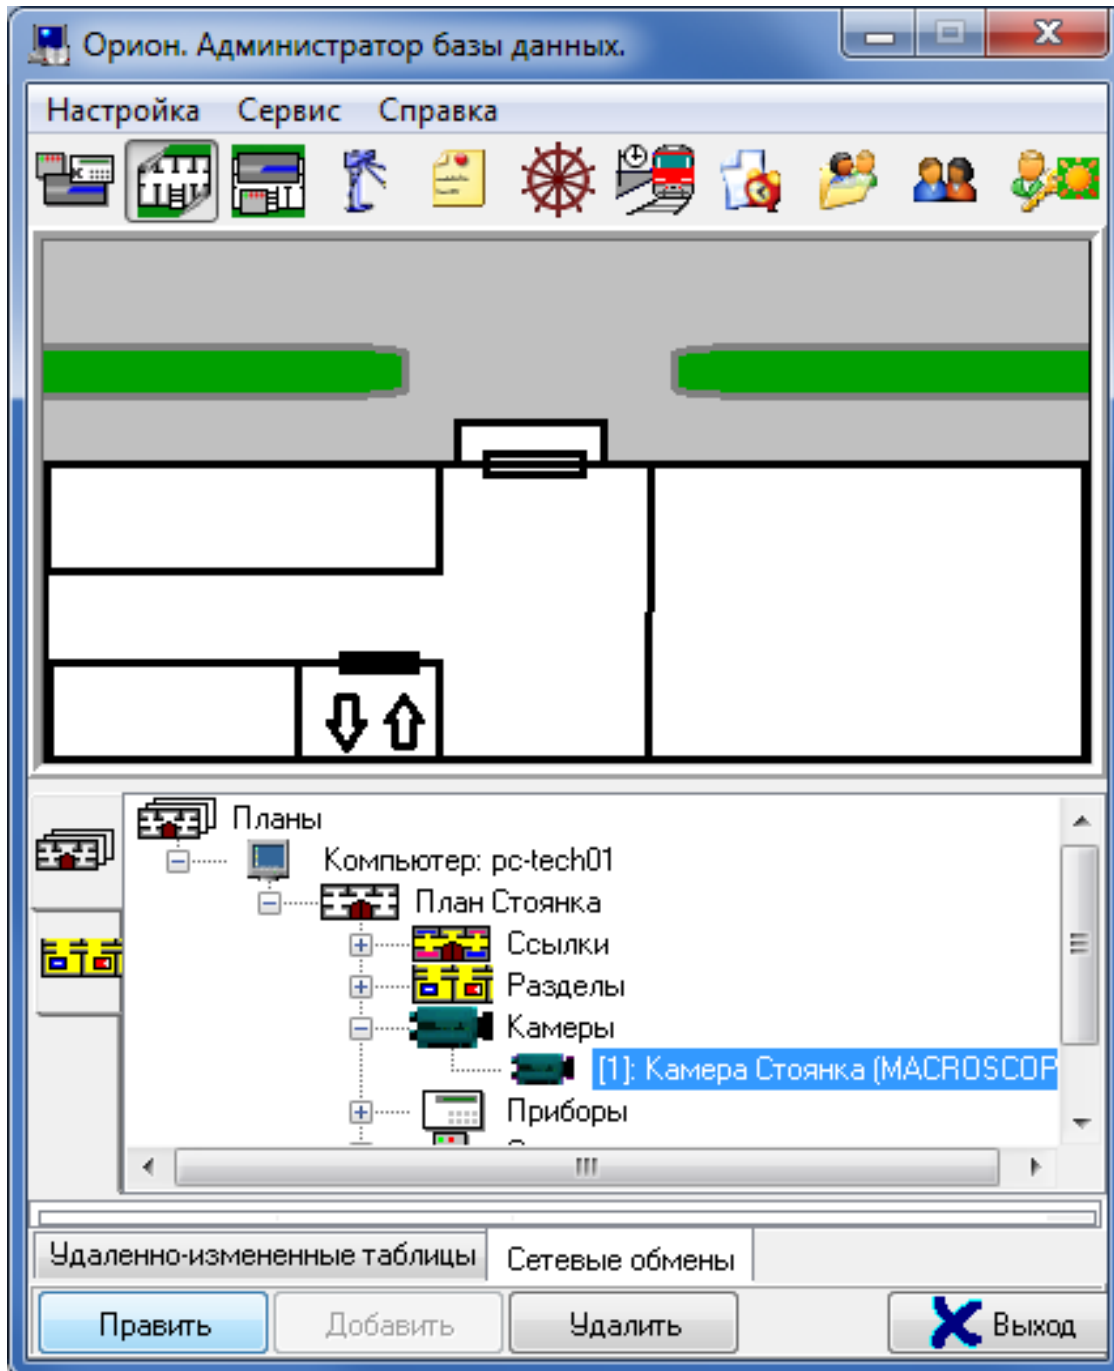 Орион. Администратор базы данных.
Настройка Сервис Справка
Планы
Компьютер: pc-tech01
План Стоянка
Ссылки
Разделы
Камеры
[1]: Камера Стоянка (MACROSCOP
Приборы
Удаленно-измененные таблицы Сетевые обмены
Править Добавить Удалить Выход